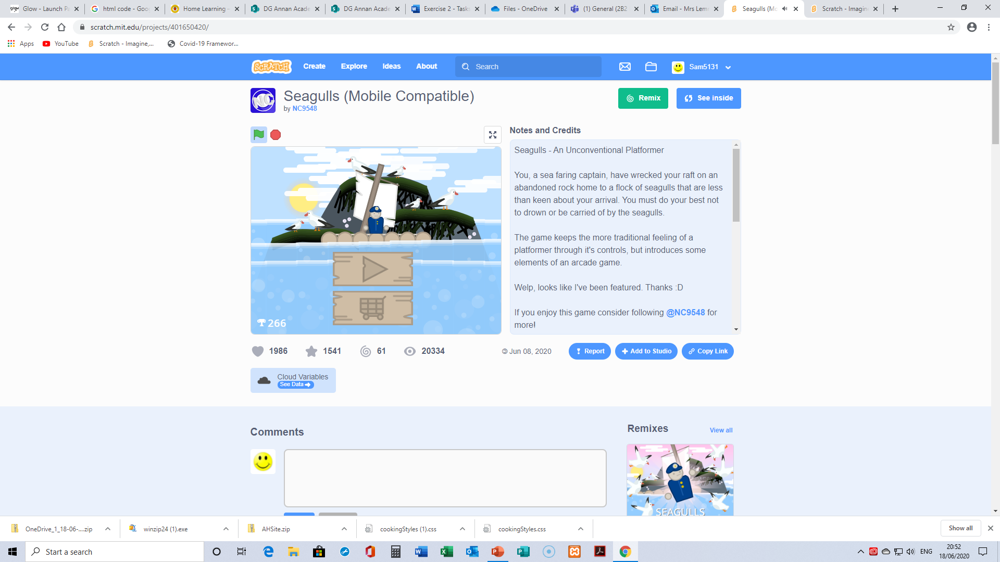 Glow - Launch Pa
html code - Goo
Home Learning -
DG Annan Acade
DG Annan Acade
Exercise 2 - Tasks
Files - OneDrive
(1) General (2B2
Email - Mrs Lem
Seagulls (Mo
Scratch - Imagin
scratch.mit.edu/projects/401650420/
Apps
YouTube
Scratch - Imagine,...
Covid-19 Framewor...
SCRATCH
Create
Explore
Ideas
About
Search
Sam5131
NC
Seagulls (Mobile Compatible)
by NC9548
Remix
See inside
Notes and Credits
Seagulls - An Unconventional Platformer
You, a sea faring captain, have wrecked your raft on an
abandoned rock home to a flock of seagulls that are less
than keen about your arrival. You must do your best not
to drown or be carried of by the seagulls.
The game keeps the more traditional feeling of a
platformer through it's controls, but introduces some
elements of an arcade game.
Welp, looks like I've been featured. Thanks :D
If you enjoy this game consider following @NC9548 for
more!
266
1986
1541
61
20334
© Jun 08, 2020
Report
Add to Studio
Copy Link
Cloud Variables
See Data
Comments
Remixes
View all
SEAGULLS
OneDrive_1_18-06-....zip
winzip24 (1).exe
AHSite.zip
cookingStyles (1).css
cookingStyles.css
Show all
Start a search
ENG
20:52
18/06/2020